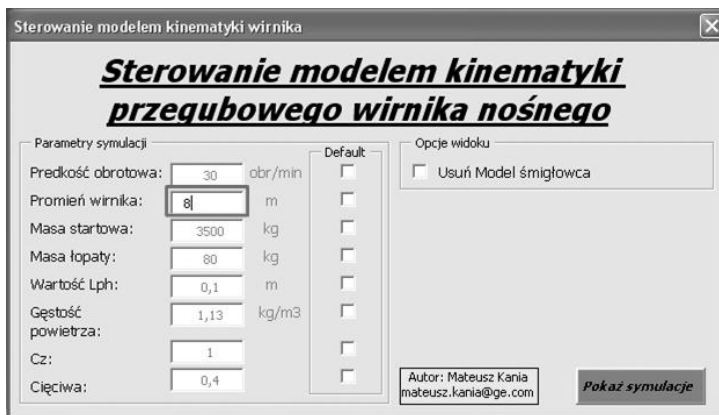 Sterowanie modelem kinematyki wirnika
Sterowanie modelem kinematyki
przegubowego wirnika nośnego
Parametry symulacji
Default
Predkość obrotowa: 30 obr/min
Promień wirnika: 8 m
Masa startowa: 3500 kg
Masa łopaty: 80 kg
Wartość Lph: 0,1 m
Gęstość
powietrza: 1,13 kg/m3
Cz: 1
Cięciwa: 0,4
Opcje widoku
Usuń Model śmigłowca
Autor: Mateusz Kania
mateusz.kania@ge.com
Pokaż symulacje